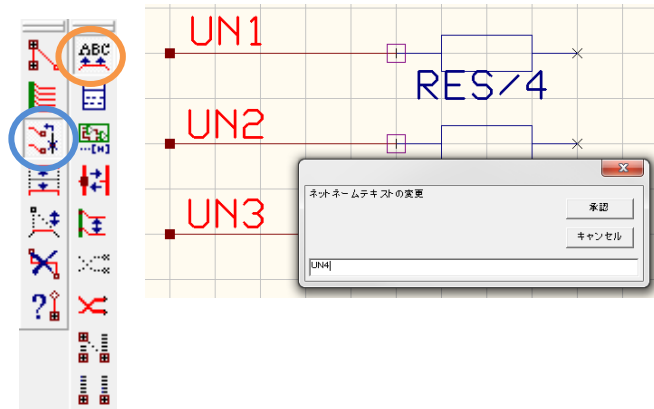 ABC
...[N]
?
UN1
RES/4
UN2
UN3
ネットネームテキストの変更
承認
キャンセル
UN4